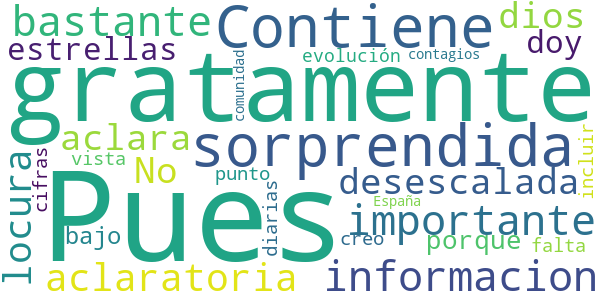 bastante Contiene dios
estrellas evolución contagios doy
comunidad
gratamente
aclara sorprendida incluir
locura cifras vista No punto desescalada
Pues
diarias España importante
bajo creo porque falta
aclaratoria informacion